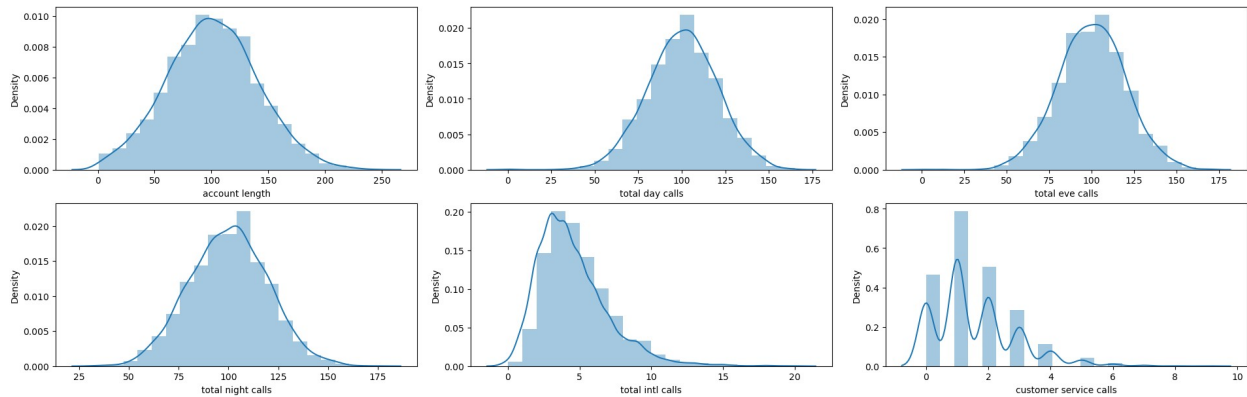 0.010
0.008
0.006
0.004
0.002
0.000
Density
0 50 100 150 200 250
account length
0.020
0.015
0.010
0.005
0.000
Density
0 25 50 75 100 125 150 175
total day calls
0.020
0.015
0.010
0.005
0.000
Density
0 25 50 75 100 125 150 175
total eve calls
0.020
0.015
0.010
0.005
0.000
Density
25 50 75 100 125 150 175
total night calls
0.20
0.15
0.10
0.05
0.00
Density
0 5 10 15 20
total intl calls
0.8
0.6
0.4
0.2
0.0
Density
0 2 4 6 8 10
customer service calls